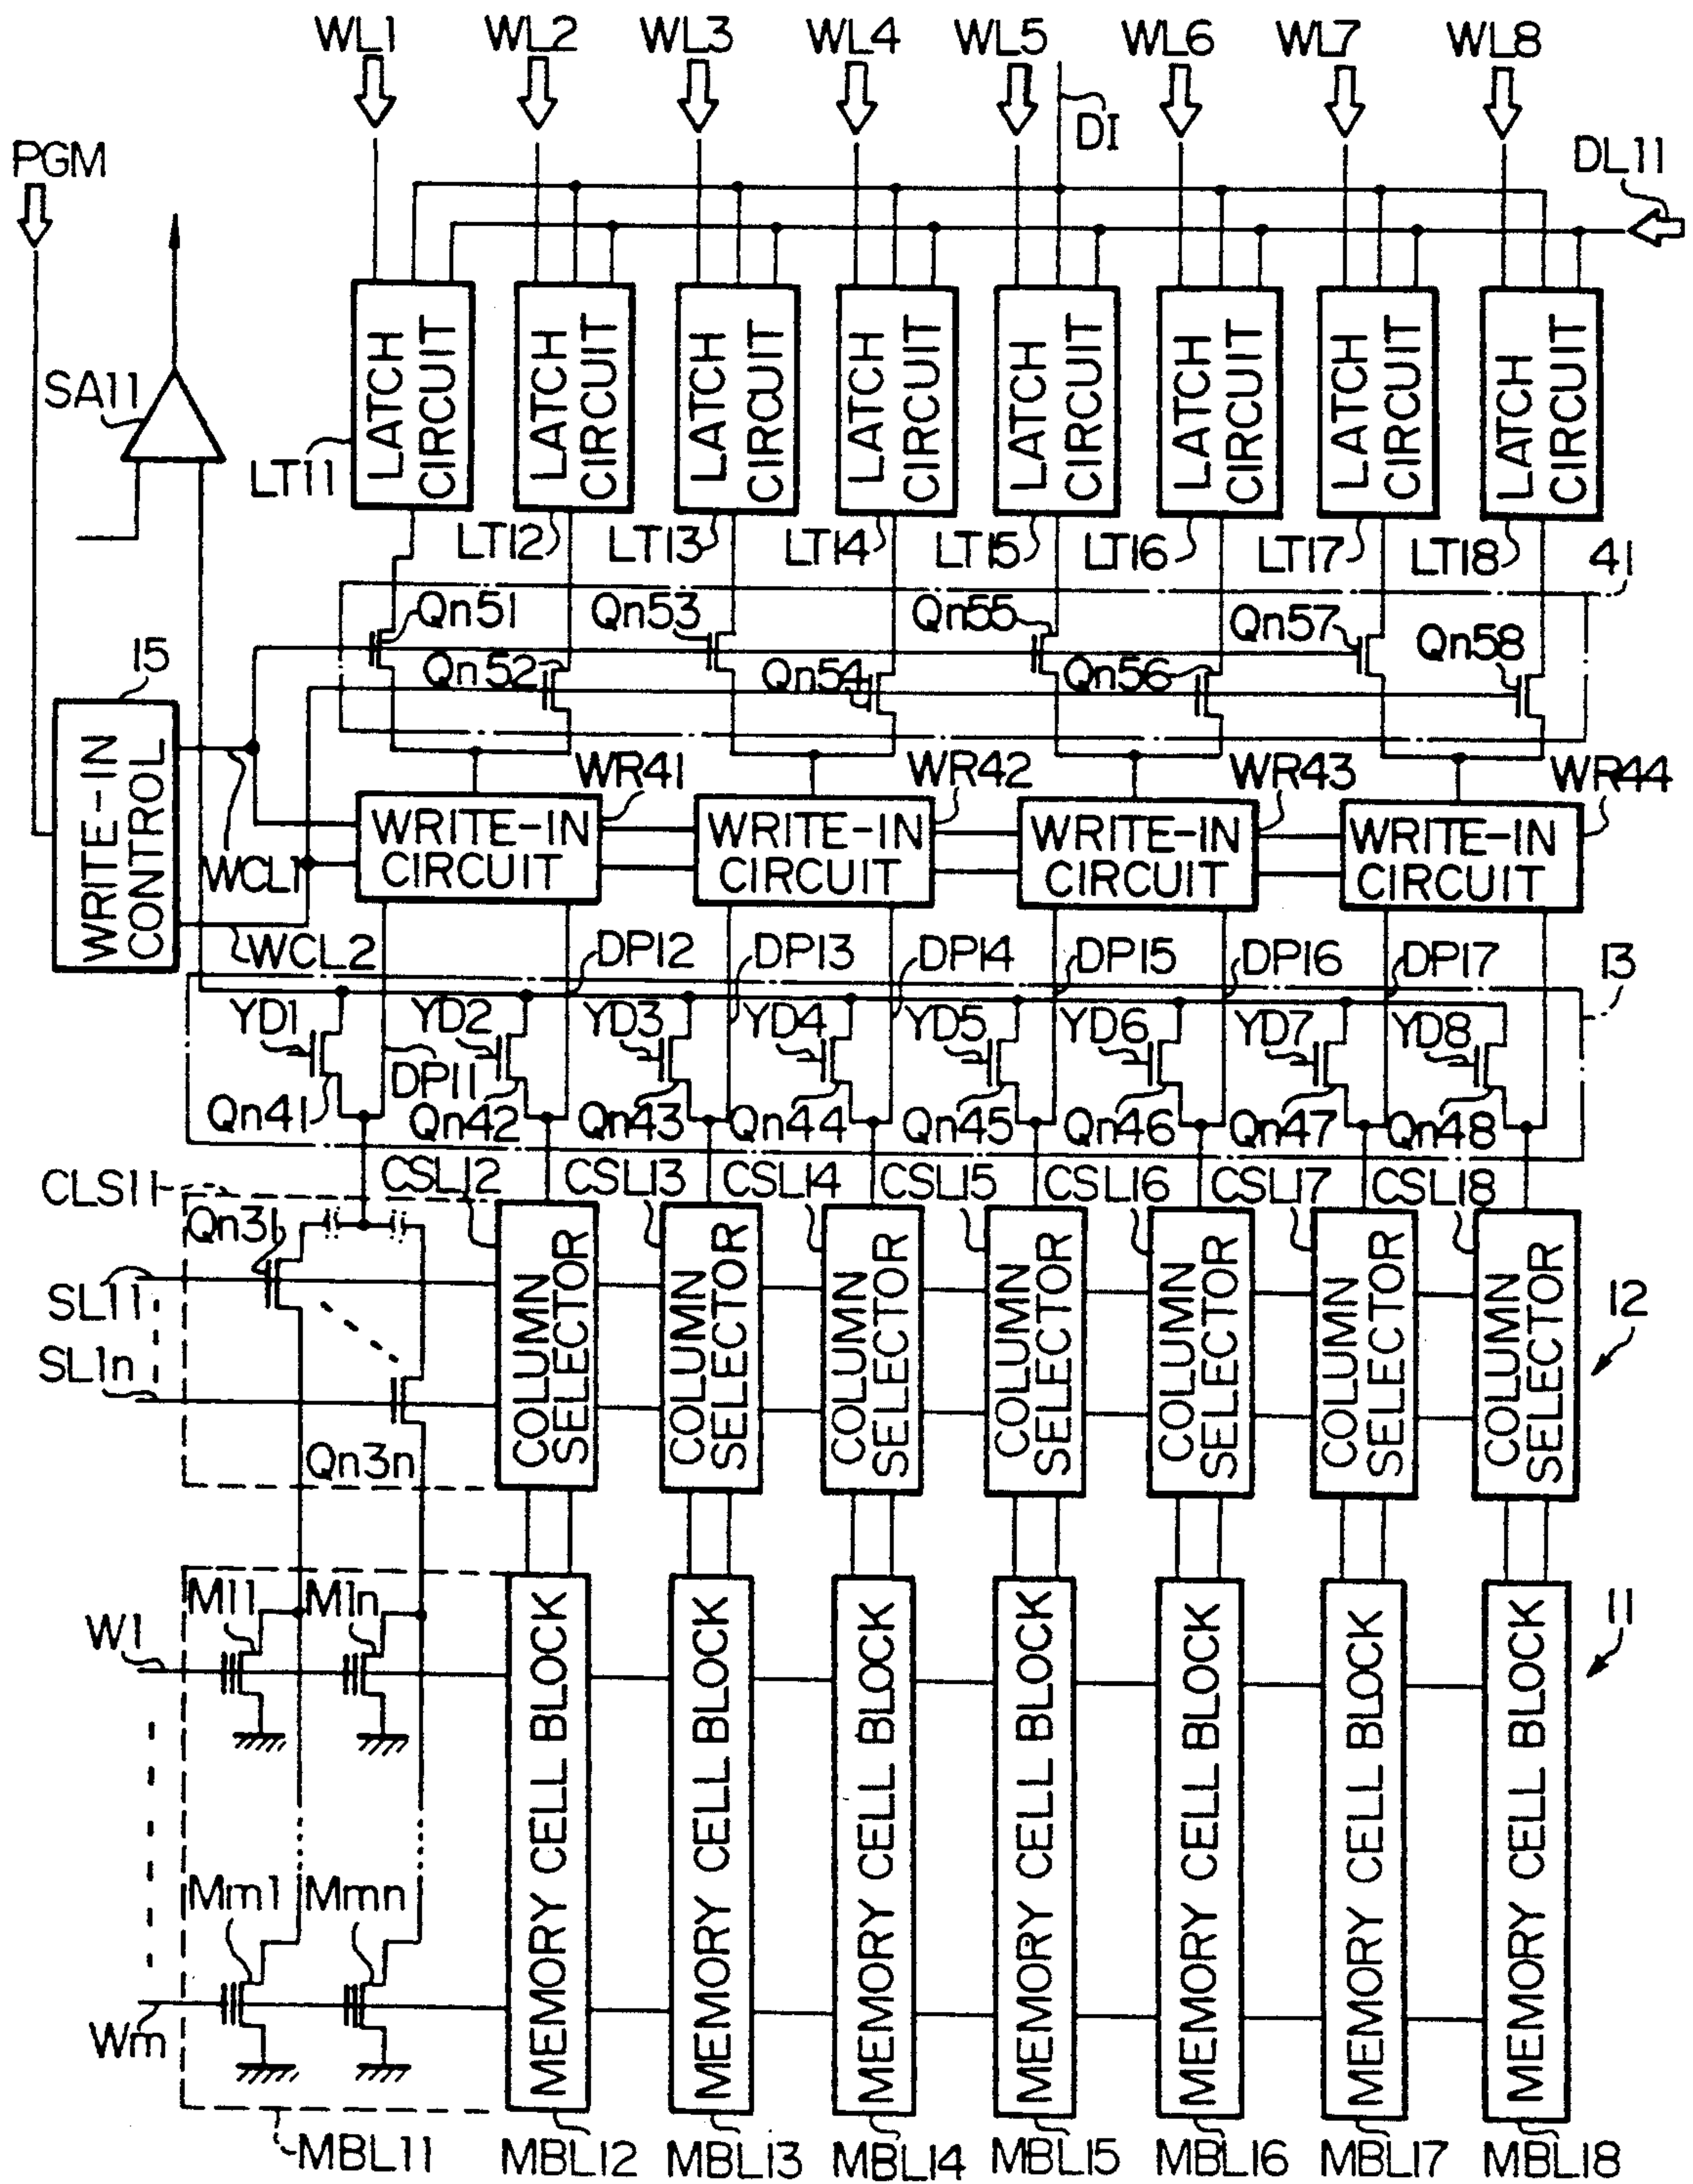 WL1 WL2 WL3 WL4 WL5 WL6 WL7 WL8
DI
PGM
DL11
SA11
LATCH CIRCUIT
LATCH CIRCUIT
LATCH CIRCUIT
LATCH CIRCUIT
LATCH CIRCUIT
LATCH CIRCUIT
LATCH CIRCUIT
LATCH CIRCUIT
LT11 LT12 LT13 LT14 LT15 LT16 LT17 LT18
41
Qn51 Qn53 Qn55 Qn57
Qn52 Qn54 Qn56 Qn58
15
WRITE-IN CONTROL
WR41 WR42 WR43 WR44
WRITE-IN CIRCUIT
WRITE-IN CIRCUIT
WRITE-IN CIRCUIT
WRITE-IN CIRCUIT
WCL1
WCL2
DP12 DP13 DP14 DP15 DP16 DP17
13
YD1 YD2 YD3 YD4 YD5 YD6 YD7 YD8
DP11
Qn41 Qn42 Qn43 Qn44 Qn45 Qn46 Qn47 Qn48
CLS11 CSL12 CSL13 CSL14 CSL15 CSL16 CSL17 CSL18
Qn31
SL11
SL1n
Qn3n
COLUMN SELECTOR
COLUMN SELECTOR
COLUMN SELECTOR
COLUMN SELECTOR
COLUMN SELECTOR
COLUMN SELECTOR
COLUMN SELECTOR
12
M11 M1n
W1
11
Mm1 Mmn
Wm
MEMORY CELL BLOCK
MEMORY CELL BLOCK
MEMORY CELL BLOCK
MEMORY CELL BLOCK
MEMORY CELL BLOCK
MEMORY CELL BLOCK
MEMORY CELL BLOCK
MBL11 MBL12 MBL13 MBL14 MBL15 MBL16 MBL17 MBL18